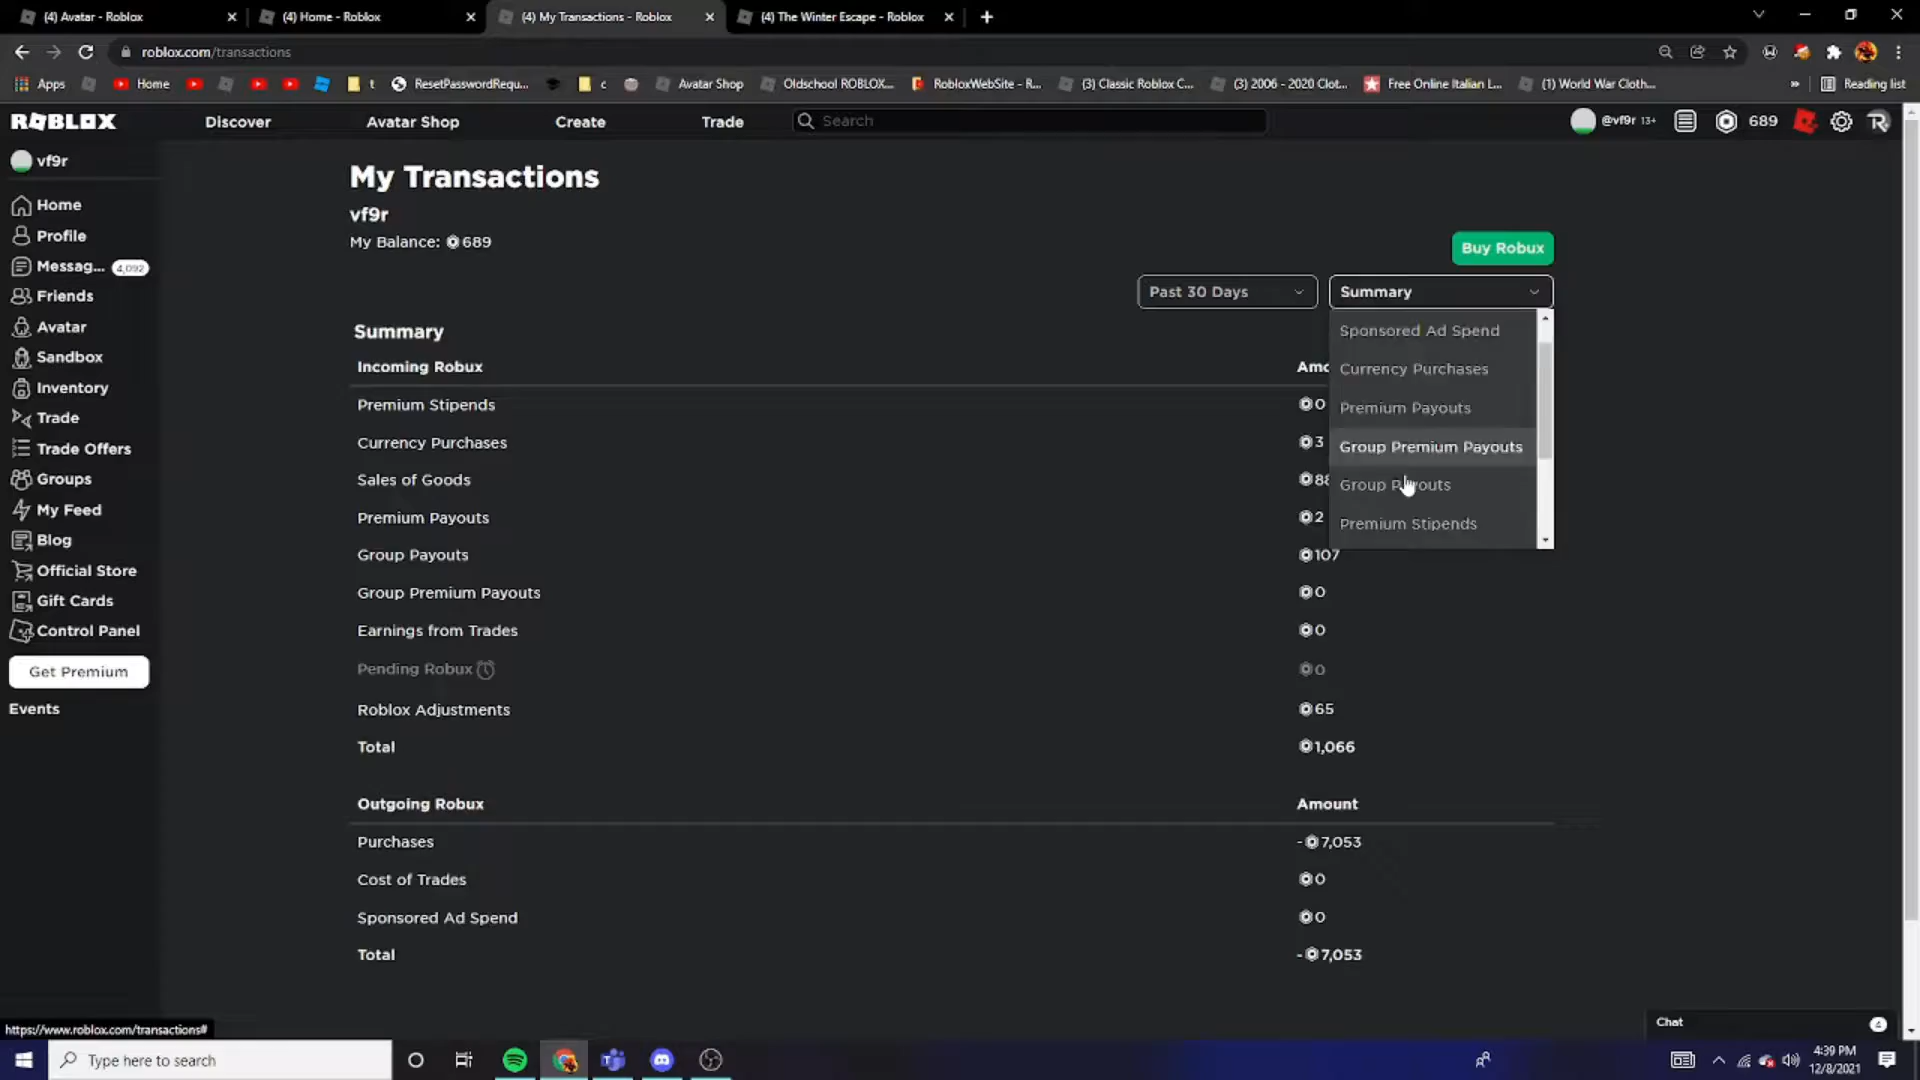 (4) Avatar - Roblox
(4) Home - Roblox
(4) My Transactions - Roblox
(4) The Winter Escape - Roblox
roblox.com/transactions
Apps
Home
t
ResetPasswordRequ...
c
Avatar Shop
Oldschool ROBLOX...
RobloxWebSite - R...
(3) Classic Roblox C...
(3) 2006 - 2020 Clot...
Free Online Italian L...
(1) World War Cloth...
»
Reading list
ROBLOX
Discover
Avatar Shop
Create
Trade
Search
@vf9r 13+
689
vf9r
Home
Profile
Messag... 4,092
Friends
Avatar
Sandbox
Inventory
Trade
Trade Offers
Groups
My Feed
Blog
Official Store
Gift Cards
Control Panel
Get Premium
Events
My Transactions
vf9r
My Balance: 689
Buy Robux
Past 30 Days
Summary
Sponsored Ad Spend
Currency Purchases
Premium Payouts
Group Premium Payouts
Group Payouts
Premium Stipends
Summary
Incoming Robux
Premium Stipends 0
Currency Purchases 3
Sales of Goods
Premium Payouts 2
Group Payouts 107
Group Premium Payouts 0
Earnings from Trades 0
Pending Robux 0
Roblox Adjustments 65
Total 1,066
Outgoing Robux Amount
Purchases -7,053
Cost of Trades 0
Sponsored Ad Spend 0
Total -7,053
https://www.roblox.com/transactions#
Chat 4
Type here to search
4:39 PM
12/8/2021